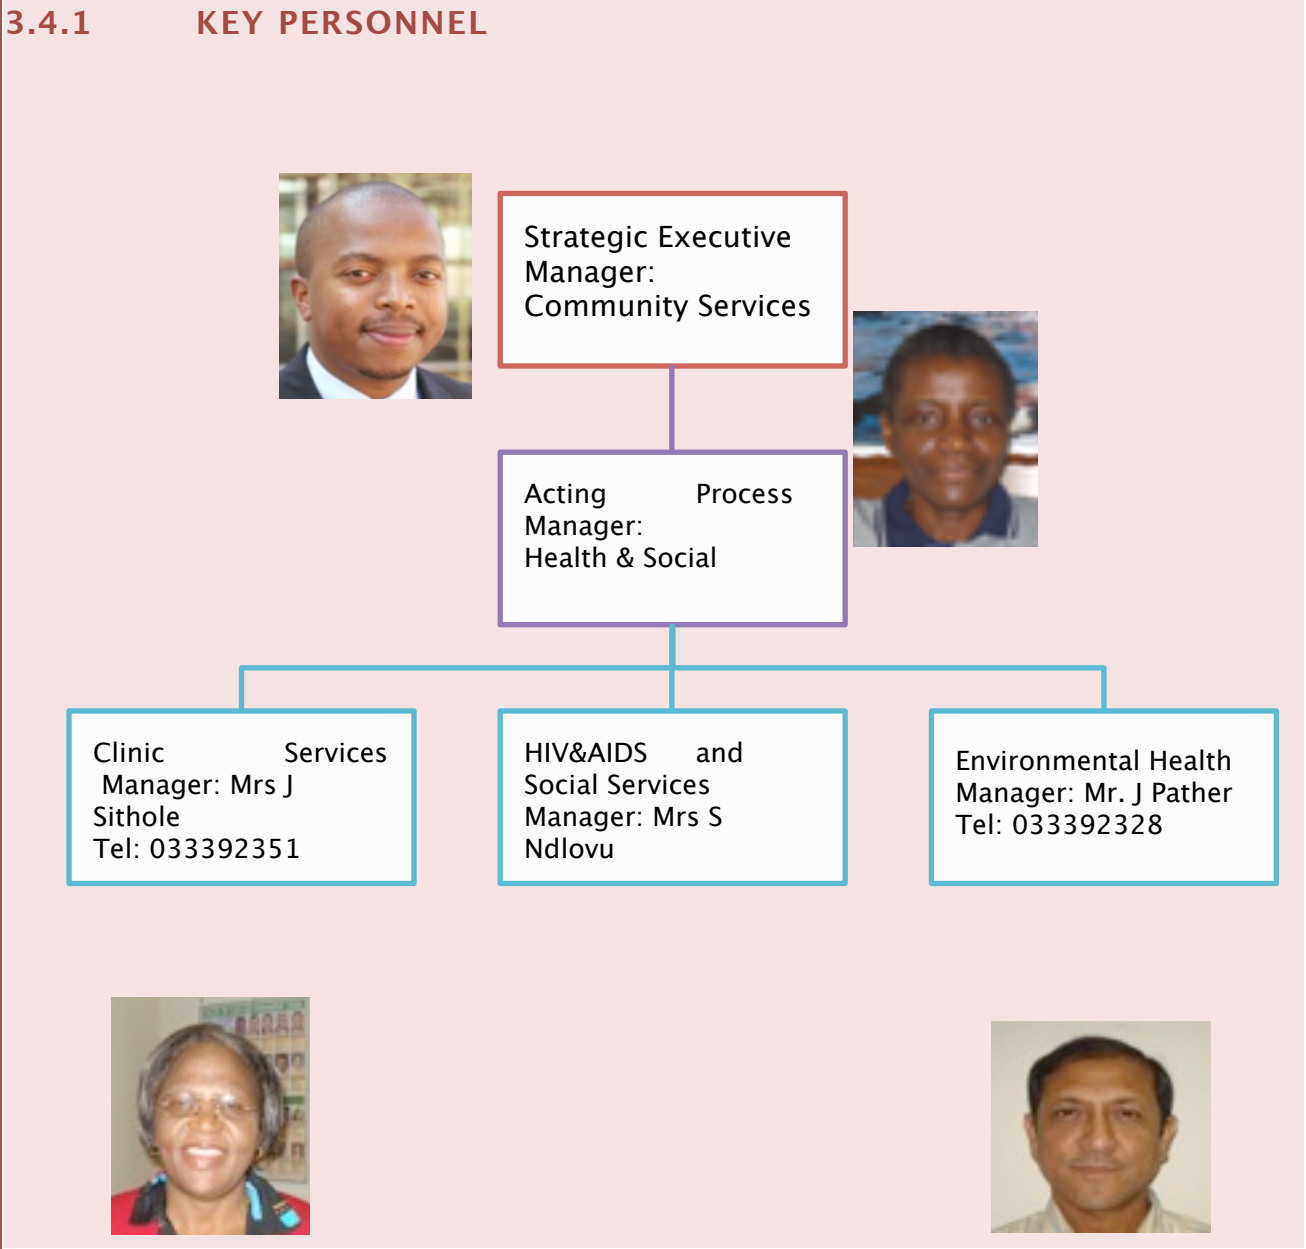 3.4.1 KEY PERSONNEL
Strategic Executive
Manager:
Community Services
Acting Process
Manager:
Health & Social
Clinic Services
Manager: Mrs J
Sithole
Tel: 033392351
HIV&AIDS and
Social Services
Manager: Mrs S
Ndlovu
Environmental Health
Manager: Mr. J Pather
Tel: 033392328